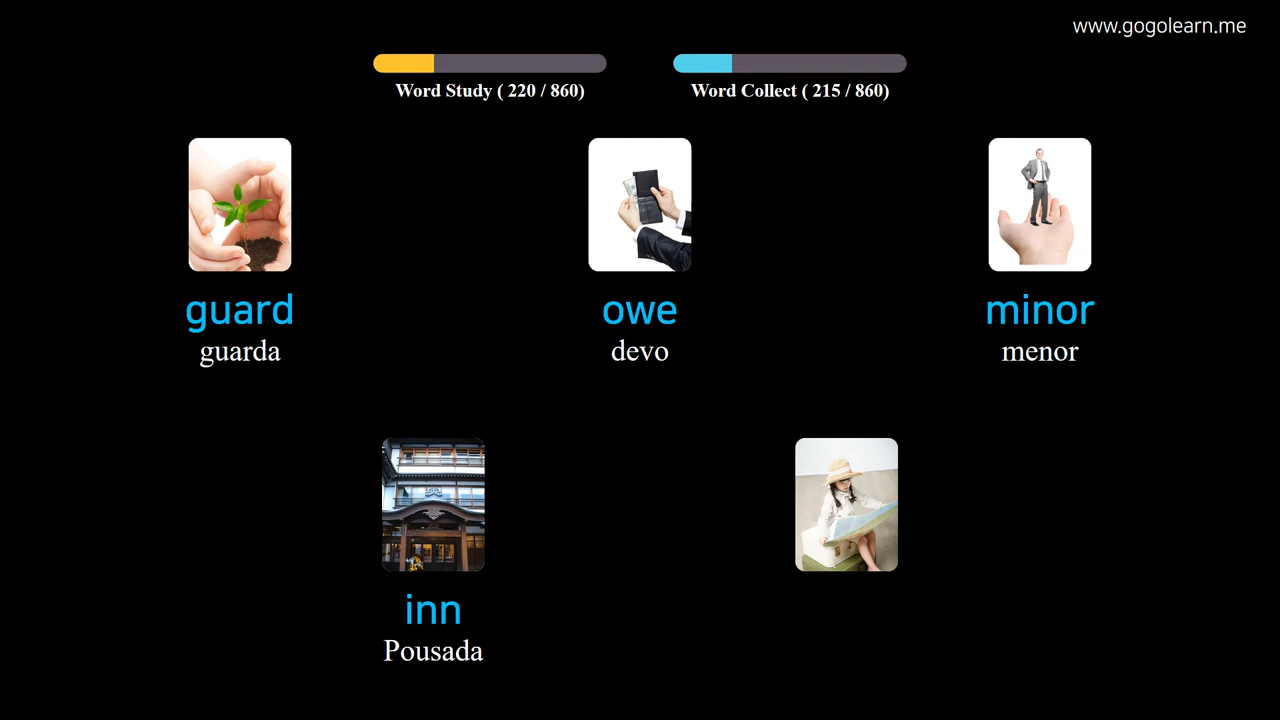 www.gogolearn.me
Word Study ( 220 / 860)
Word Collect ( 215 / 860)
guard
guarda
owe
devo
minor
menor
inn
Pousada